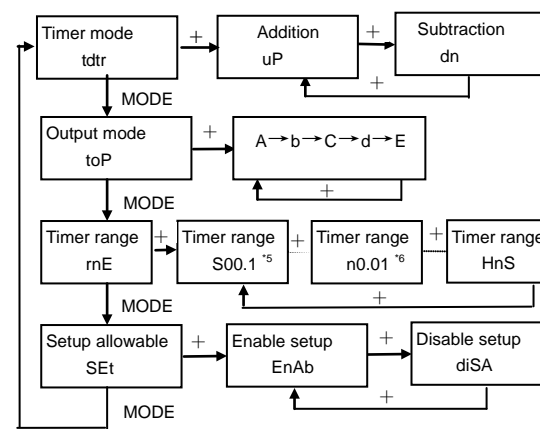 Timer mode
tdtr
+
Addition
uP
+
Subtraction
dn
+
MODE
Output mode
toP
+
A→b→C→d→E
+
MODE
Timer range
rnE
+
Timer range
S00.1 *5
+
Timer range
n0.01 *6
+
Timer range
HnS
+
MODE
Setup allowable
SEt
+
Enable setup
EnAb
+
Disable setup
diSA
+
MODE